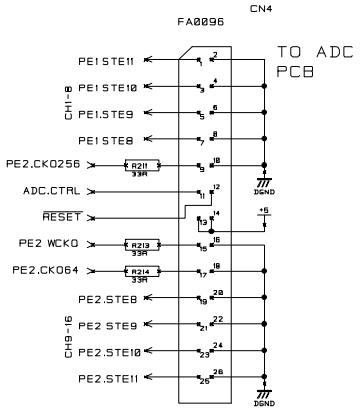 CN4
FA0096
TO ADC
PCB
PE1 STE11 1 2
PE1 STE10 3 4
CH1-8
PE1.STE9 5 6
PE1 STE8 7 8
PE2.CKO256 R211 9 10
33R
DGND
ADC.CTRL 11 12
RESET 13 14 +5
PE2 WCKO R213 15 16
33R
PE2.CKO64 R214 17 18
33R
PE2.STE8 19 20
PE2 STE9 21 22
CH9-16
PE2.STE10 23 24
PE2.STE11 25 26
DGND